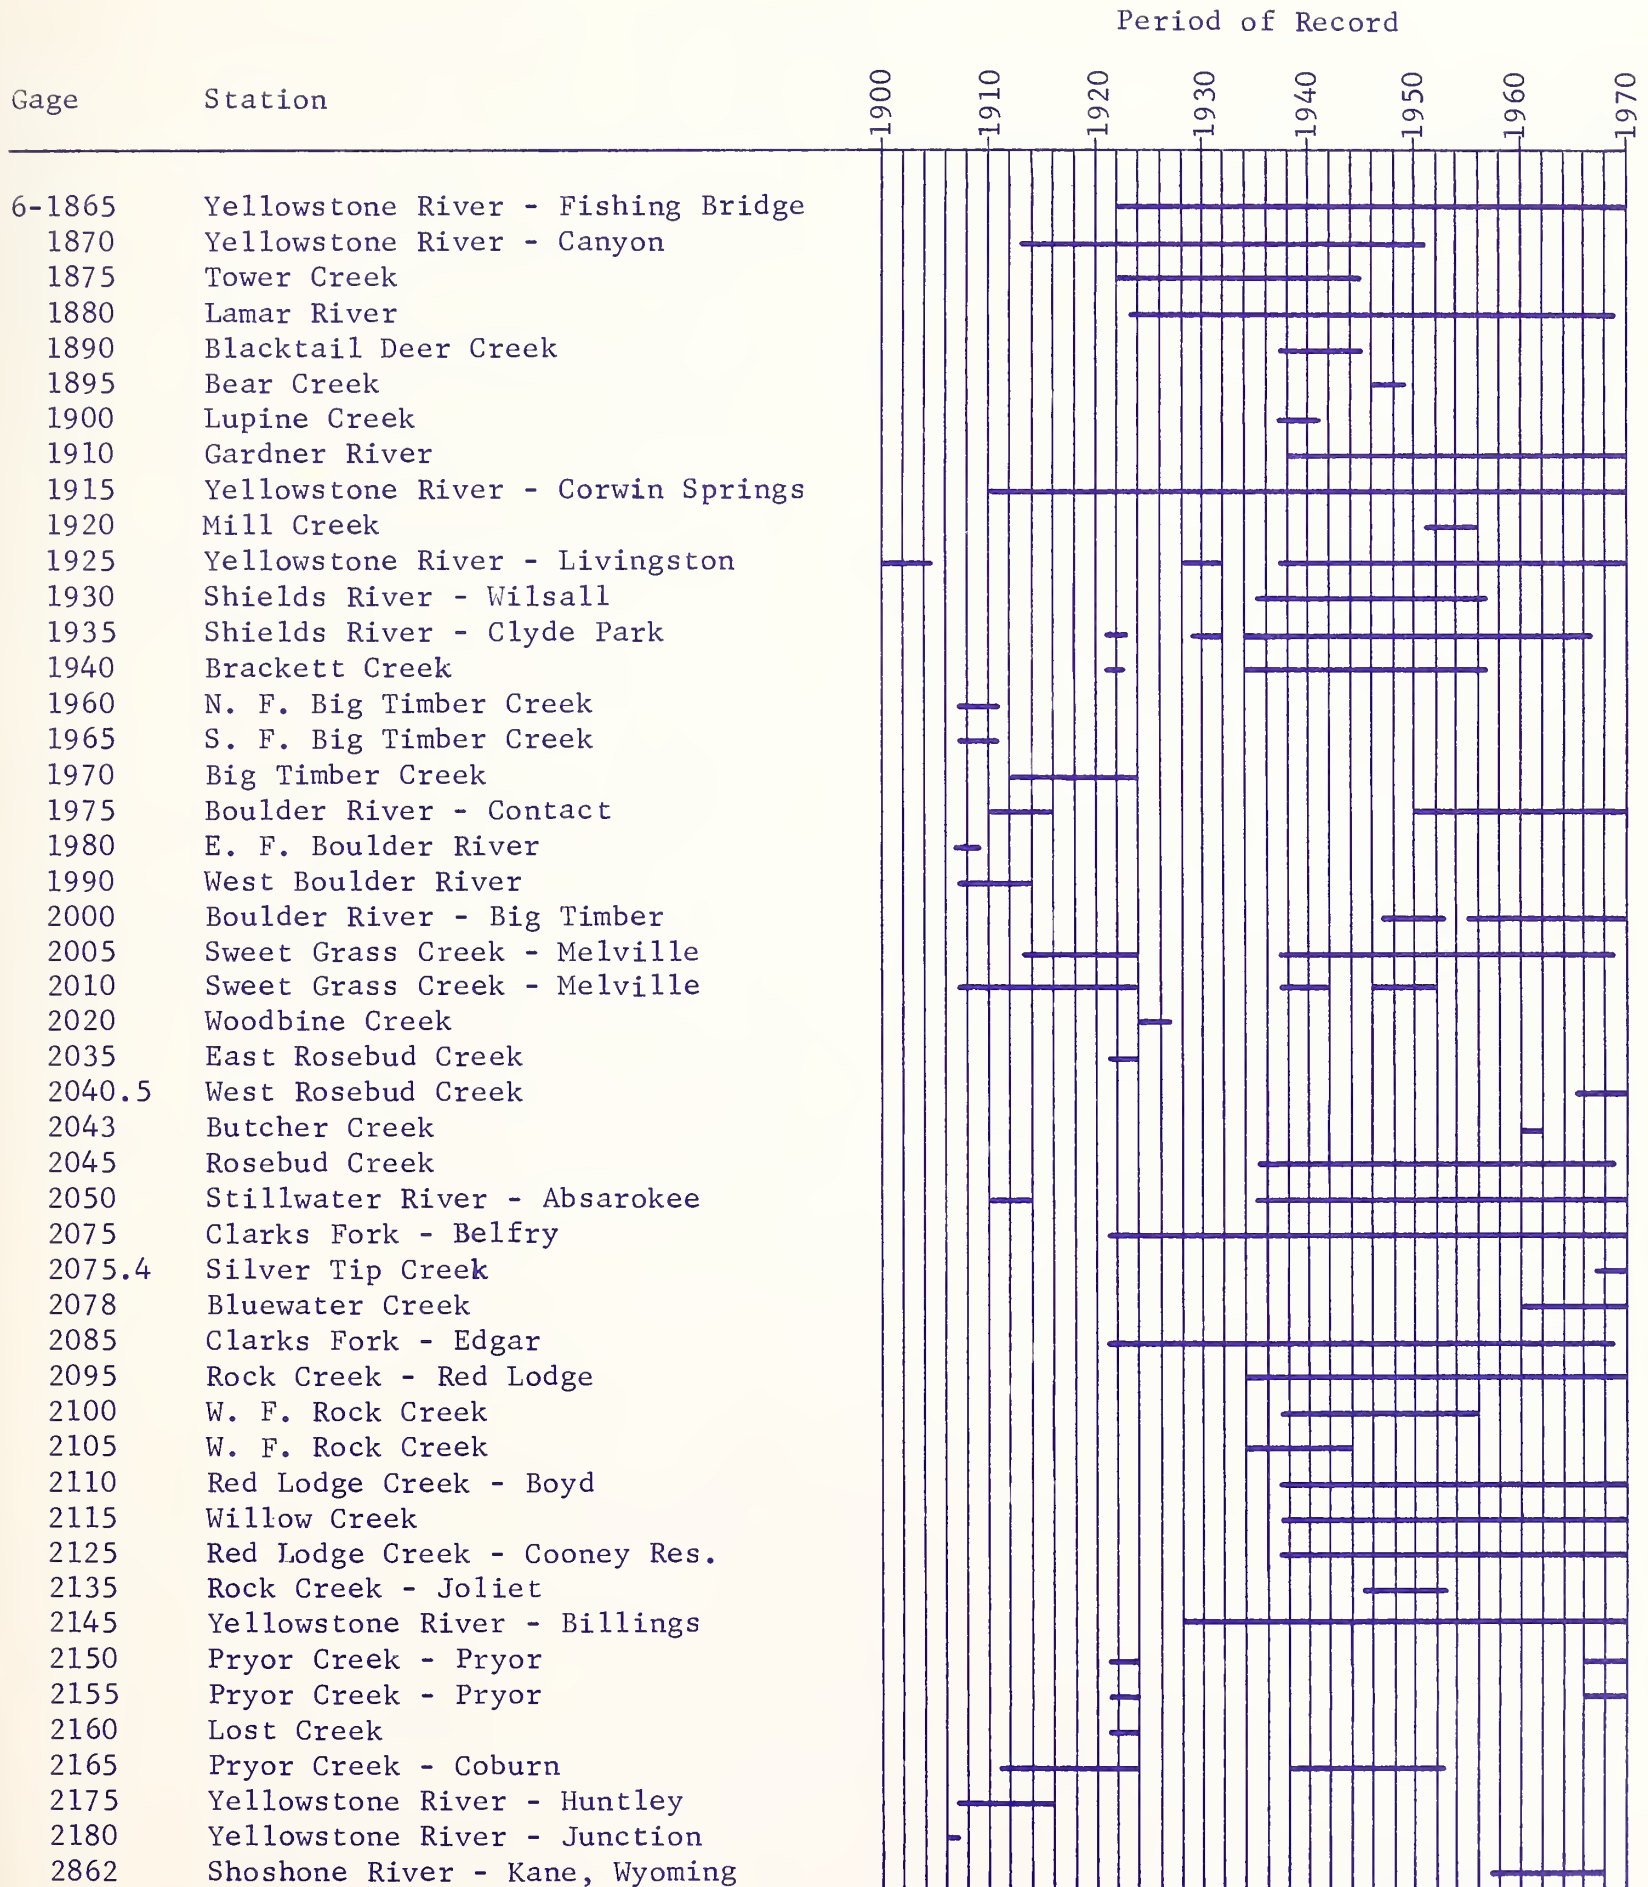 Period of Record
Gage Station 1900 1910 1920 1930 1940 1950 1960 1970
6-1865 Yellowstone River - Fishing Bridge
1870 Yellowstone River - Canyon
1875 Tower Creek
1880 Lamar River
1890 Blacktail Deer Creek
1895 Bear Creek
1900 Lupine Creek
1910 Gardner River
1915 Yellowstone River - Corwin Springs
1920 Mill Creek
1925 Yellowstone River - Livingston
1930 Shields River - Wilsall
1935 Shields River - Clyde Park
1940 Brackett Creek
1960 N. F. Big Timber Creek
1965 S. F. Big Timber Creek
1970 Big Timber Creek
1975 Boulder River - Contact
1980 E. F. Boulder River
1990 West Boulder River
2000 Boulder River - Big Timber
2005 Sweet Grass Creek - Melville
2010 Sweet Grass Creek - Melville
2020 Woodbine Creek
2035 East Rosebud Creek
2040.5 West Rosebud Creek
2043 Butcher Creek
2045 Rosebud Creek
2050 Stillwater River - Absarokee
2075 Clarks Fork - Belfry
2075.4 Silver Tip Creek
2078 Bluewater Creek
2085 Clarks Fork - Edgar
2095 Rock Creek - Red Lodge
2100 W. F. Rock Creek
2105 W. F. Rock Creek
2110 Red Lodge Creek - Boyd
2115 Willow Creek
2125 Red Lodge Creek - Cooney Res.
2135 Rock Creek - Joliet
2145 Yellowstone River - Billings
2150 Pryor Creek - Pryor
2155 Pryor Creek - Pryor
2160 Lost Creek
2165 Pryor Creek - Coburn
2175 Yellowstone River - Huntley
2180 Yellowstone River - Junction
2862 Shoshone River - Kane, Wyoming